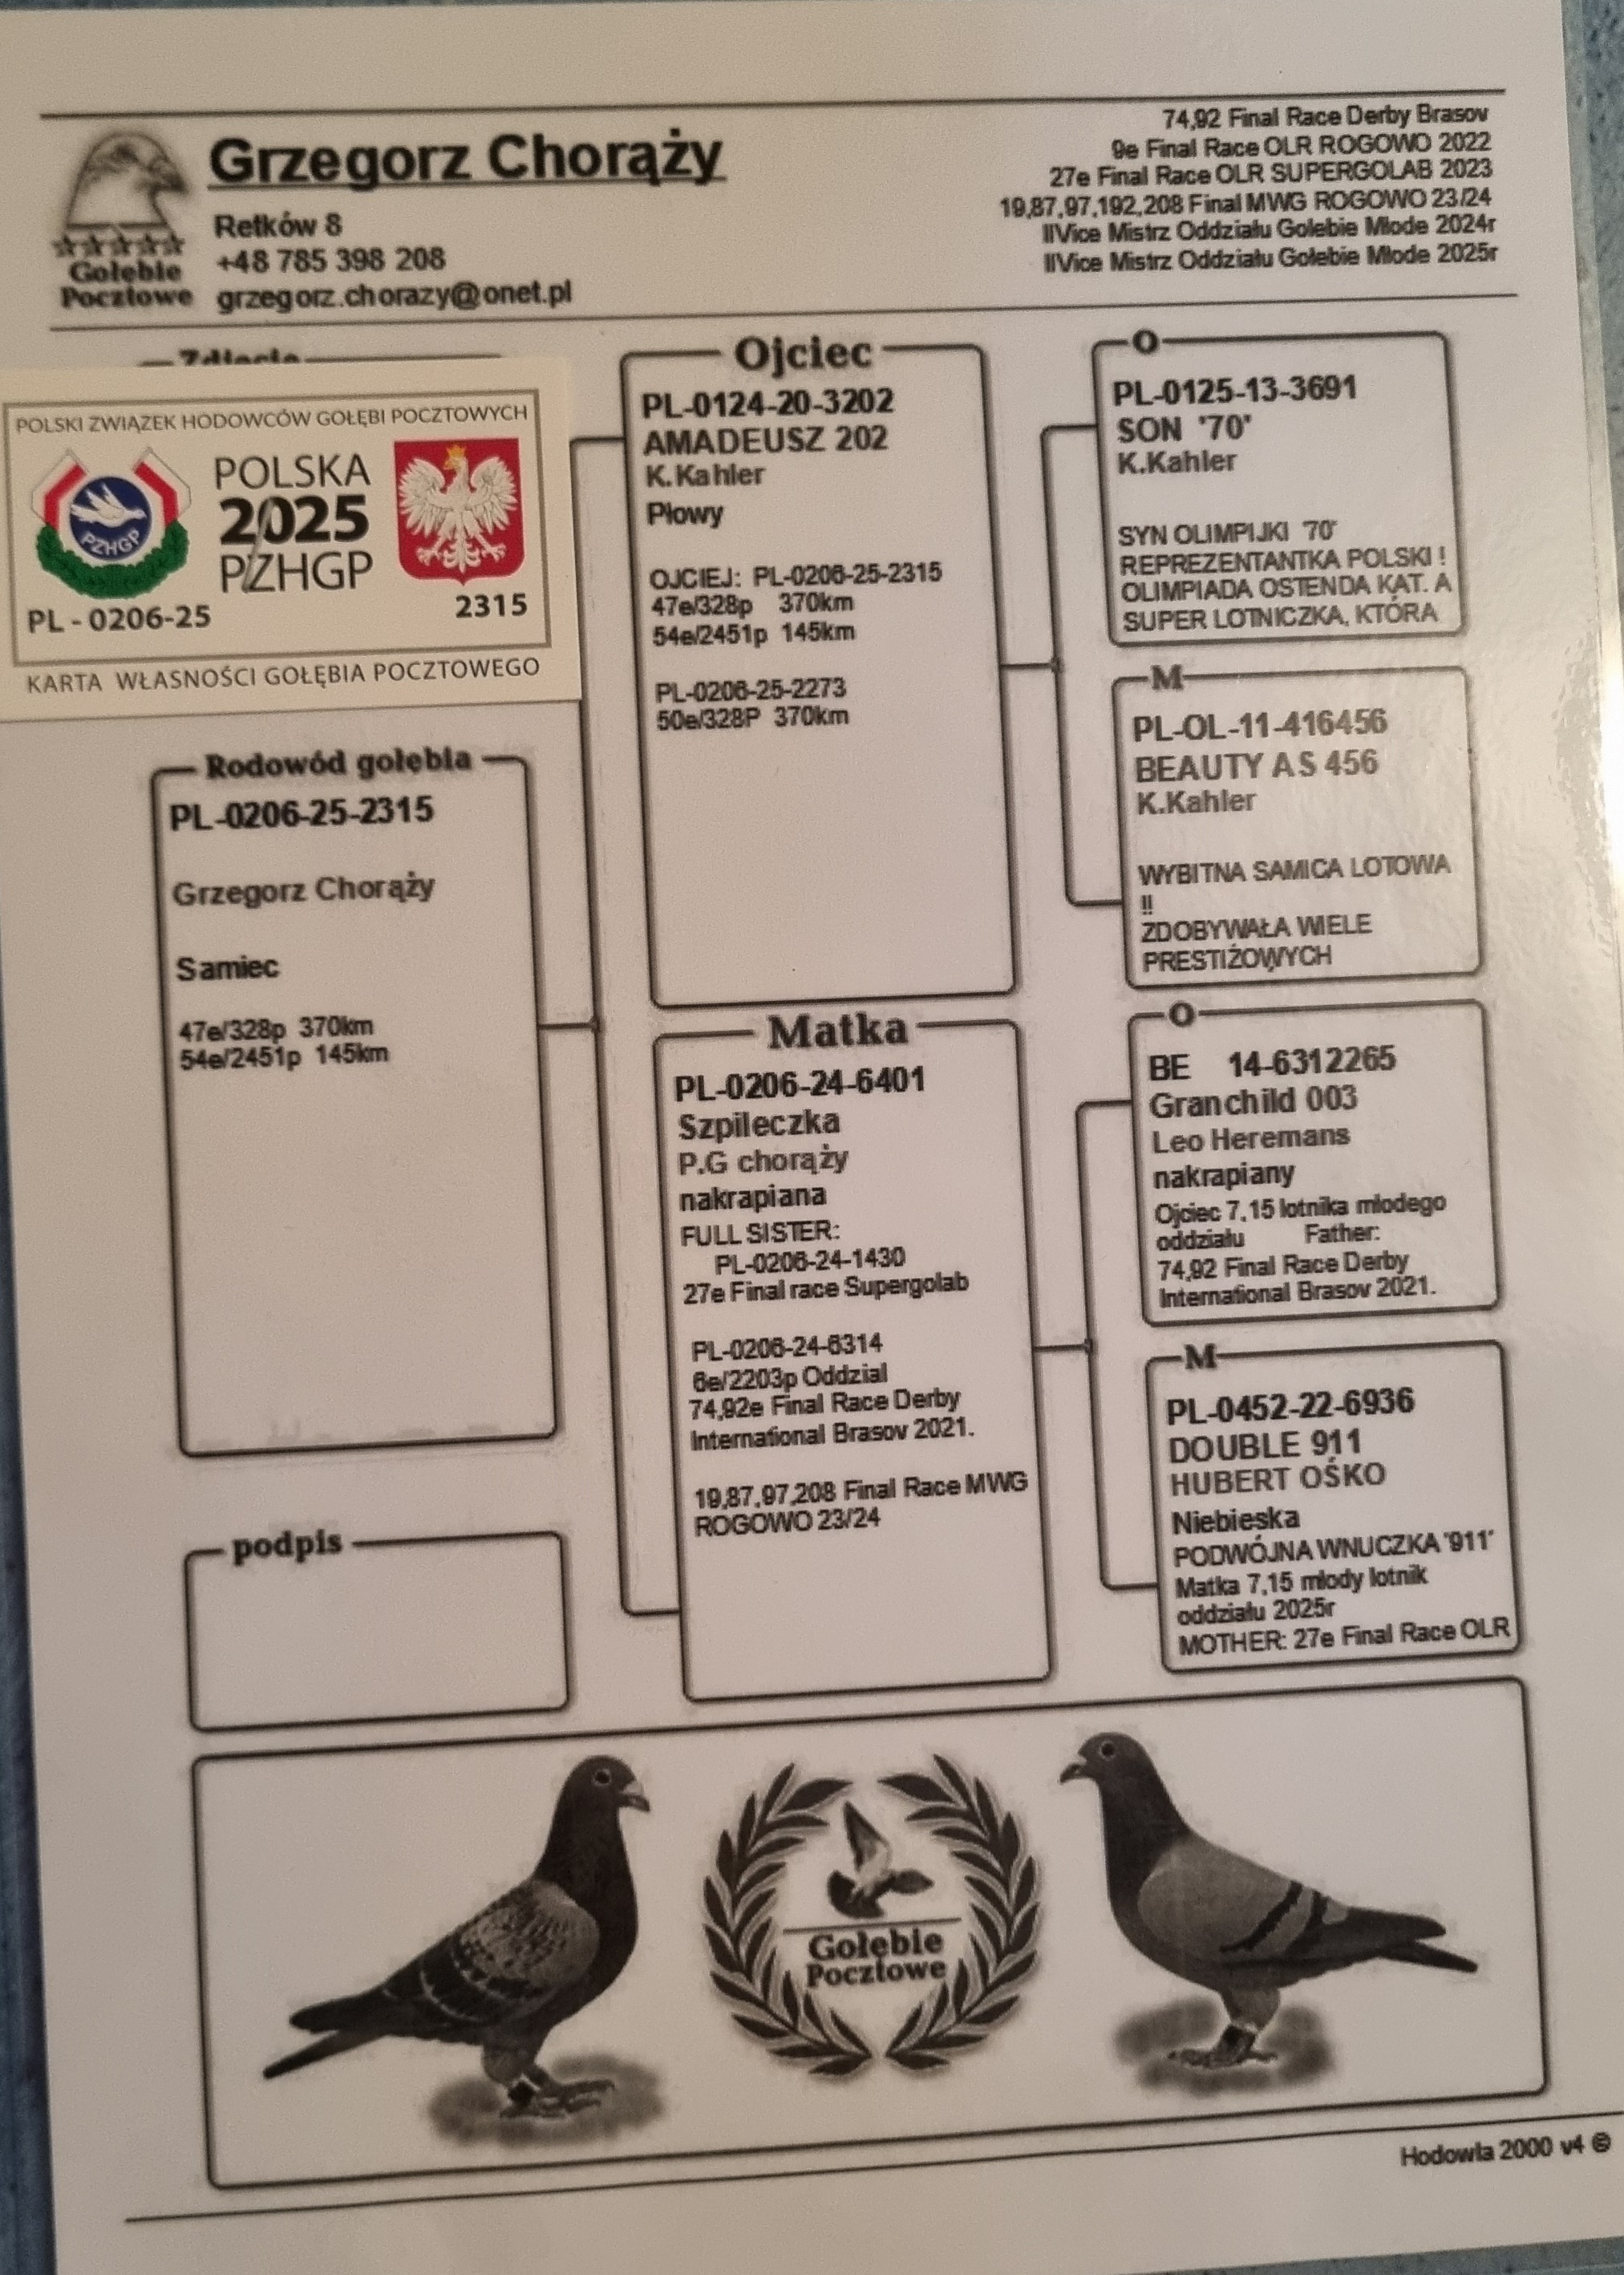 Grzegorz Chorąży
Retków 8
+48 785 398 208
grzegorz.chorazy@onet.pl
Gołębie
Pocztowe
74,92 Final Race Derby Brasov
9e Final Race OLR ROGOWO 2022
27e Final Race OLR SUPERGOLAB 2023
19,87,97,192,208 Final MWG ROGOWO 23/24
IIVice Mistrz Oddziału Gołebie Młode 2024r
IIVice Mistrz Oddziału Gołebie Młode 2025r
Zdjęcie
POLSKI ZWIĄZEK HODOWCÓW GOŁĘBI POCZTOWYCH
POLSKA
2025
PZHGP
PZHGP
PL - 0206-25
2315
KARTA WŁASNOŚCI GOŁĘBIA POCZTOWEGO
Rodowód gołębia
PL-0206-25-2315
Grzegorz Chorąży
Samiec
47e/328p 370km
54e/2451p 145km
podpis
Ojciec
PL-0124-20-3202
AMADEUSZ 202
K.Kahler
Płowy
OJCIEJ: PL-0206-25-2315
47e/328p 370km
54e/2451p 145km
PL-0206-25-2273
50e/328P 370km
Matka
PL-0206-24-6401
Szpileczka
P.G chorąży
nakrapiana
FULL SISTER:
PL-0206-24-1430
27e Final race Supergolab
PL-0206-24-6314
6e/2203p Oddzial
74,92e Final Race Derby
International Brasov 2021.
19,87,97,208 Final Race MWG
ROGOWO 23/24
O
PL-0125-13-3691
SON '70'
K.Kahler
SYN OLIMPIJKI '70'
REPREZENTANTKA POLSKI !
OLIMPIADA OSTENDA KAT. A
SUPER LOTNICZKA, KTÓRA
M
PL-OL-11-416456
BEAUTY AS 456
K.Kahler
WYBITNA SAMICA LOTOWA
!!
ZDOBYWAŁA WIELE
PRESTIŻOWYCH
O
BE 14-6312265
Granchild 003
Leo Heremans
nakrapiany
Ojciec 7,15 lotnika młodego
oddziału Father:
74,92 Final Race Derby
International Brasov 2021.
M
PL-0452-22-6936
DOUBLE 911
HUBERT OŚKO
Niebieska
PODWÓJNA WNUCZKA '911'
Matka 7,15 młody lotnik
oddziału 2025r
MOTHER: 27e Final Race OLR
Gołębie
Pocztowe
Hodowla 2000 v4 ©